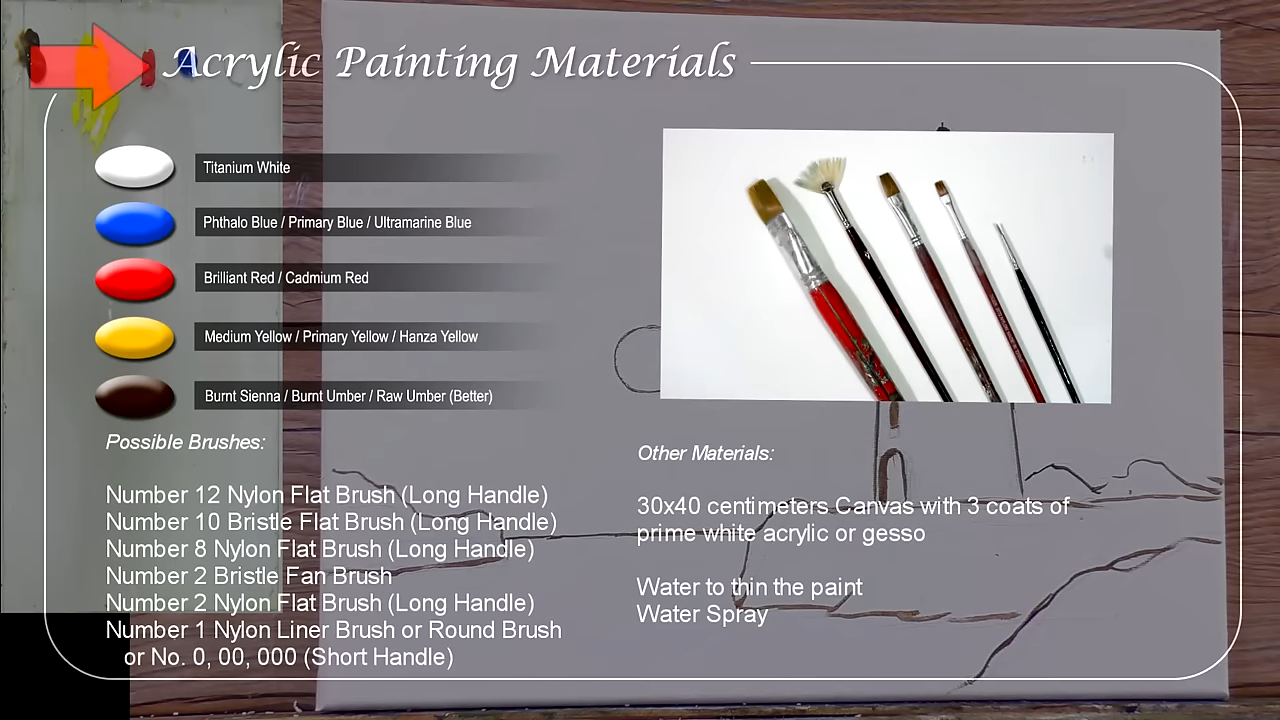 Acrylic Painting Materials
Titanium White
Phthalo Blue / Primary Blue / Ultramarine Blue
Brilliant Red / Cadmium Red
Medium Yellow / Primary Yellow / Hanza Yellow
Burnt Sienna / Burnt Umber / Raw Umber (Better)
Possible Brushes:
Number 12 Nylon Flat Brush (Long Handle)
Number 10 Bristle Flat Brush (Long Handle)
Number 8 Nylon Flat Brush (Long Handle)
Number 2 Bristle Fan Brush
Number 2 Nylon Flat Brush (Long Handle)
Number 1 Nylon Liner Brush or Round Brush
or No. 0, 00, 000 (Short Handle)
Other Materials:
30x40 centimeters Canvas with 3 coats of
prime white acrylic or gesso
Water to thin the paint
Water Spray